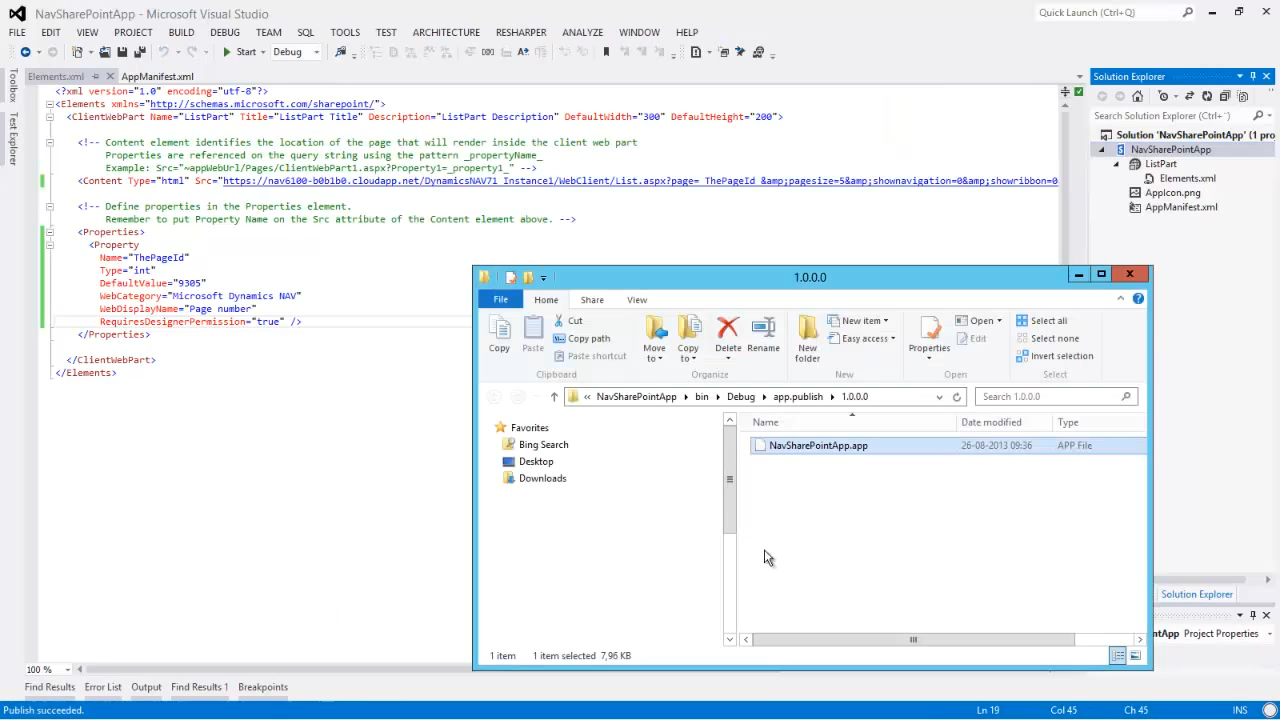 NavSharePointApp - Microsoft Visual Studio
Quick Launch (Ctrl+Q)
FILE EDIT VIEW PROJECT BUILD DEBUG TEAM SQL TOOLS TEST ARCHITECTURE RESHARPER ANALYZE WINDOW HELP
Start Debug
Toolbox
Test Explorer
Elements.xml AppManifest.xml
<?xml version="1.0" encoding="utf-8"?>
<Elements xmlns="http://schemas.microsoft.com/sharepoint/">
<ClientWebPart Name="ListPart" Title="ListPart Title" Description="ListPart Description" DefaultWidth="300" DefaultHeight="200">
<!-- Content element identifies the location of the page that will render inside the client web part
Properties are referenced on the query string using the pattern _propertyName_
Example: Src="~appWebUrl/Pages/ClientWebPart1.aspx?Property1=_property1_" -->
<Content Type="html" Src="https://nav6100-b0b1b0.cloudapp.net/DynamicsNAV71_Instance1/WebClient/List.aspx?page=_ThePageId_&amp;pagesize=5&amp;shownavigation=0&amp;showribbon=0
<!-- Define properties in the Properties element.
Remember to put Property Name on the Src attribute of the Content element above. -->
<Properties>
<Property
Name="ThePageId"
Type="int"
DefaultValue="9305"
WebCategory="Microsoft Dynamics NAV"
WebDisplayName="Page number"
RequiresDesignerPermission="true" />
</Properties>
</ClientWebPart>
</Elements>
100 %
Solution Explorer
Search Solution Explorer (Ctrl+
Solution 'NavSharePointApp' (1 pro
NavSharePointApp
ListPart
Elements.xml
AppIcon.png
AppManifest.xml
Solution Explorer
ntApp Project Properties
1.0.0.0
File Home Share View
Copy
Paste
Cut
Copy path
Paste shortcut
Clipboard
Move to
Copy to
Delete
Rename
Organize
New folder
New item
Easy access
New
Properties
Open
Edit
Open
Select all
Select none
Invert selection
Select
« NavSharePointApp bin Debug app.publish 1.0.0.0
Search 1.0.0.0
Favorites
Bing Search
Desktop
Downloads
Name Date modified Type
NavSharePointApp.app 26-08-2013 09:36 APP File
1 item 1 item selected 7,96 KB
Find Results Error List Output Find Results 1 Breakpoints
Publish succeeded.
Ln 19 Col 45 Ch 45 INS